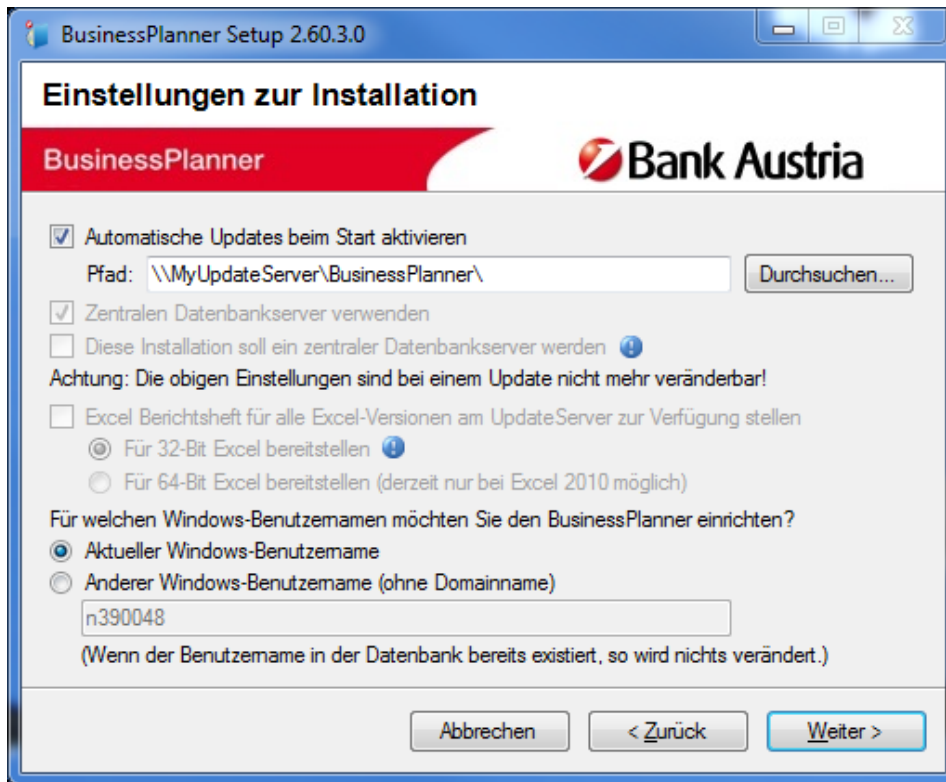 BusinessPlanner Setup 2.60.3.0
Einstellungen zur Installation
BusinessPlanner
Bank Austria
Automatische Updates beim Start aktivieren
Pfad: \\MyUpdateServer\BusinessPlanner\ Durchsuchen...
Zentralen Datenbankserver verwenden
Diese Installation soll ein zentraler Datenbankserver werden
Achtung: Die obigen Einstellungen sind bei einem Update nicht mehr veränderbar!
Excel Berichtsheft für alle Excel-Versionen am UpdateServer zur Verfügung stellen
Für 32-Bit Excel bereitstellen
Für 64-Bit Excel bereitstellen (derzeit nur bei Excel 2010 möglich)
Für welchen Windows-Benutzernamen möchten Sie den BusinessPlanner einrichten?
Aktueller Windows-Benutzername
Anderer Windows-Benutzername (ohne Domainname)
n390048
(Wenn der Benutzername in der Datenbank bereits existiert, so wird nichts verändert.)
Abbrechen < Zurück Weiter >